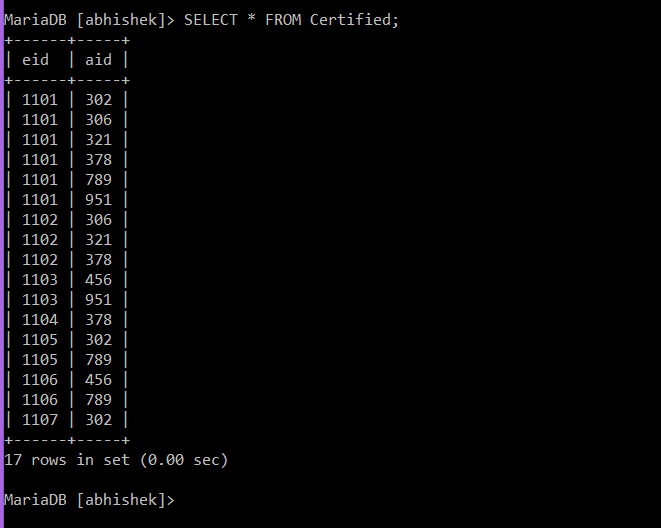 MariaDB [abhishek]> SELECT * FROM Certified;
+------+-----+
| eid  | aid |
+------+-----+
| 1101 | 302 |
| 1101 | 306 |
| 1101 | 321 |
| 1101 | 378 |
| 1101 | 789 |
| 1101 | 951 |
| 1102 | 306 |
| 1102 | 321 |
| 1102 | 378 |
| 1103 | 456 |
| 1103 | 951 |
| 1104 | 378 |
| 1105 | 302 |
| 1105 | 789 |
| 1106 | 456 |
| 1106 | 789 |
| 1107 | 302 |
+------+-----+
17 rows in set (0.00 sec)
MariaDB [abhishek]>